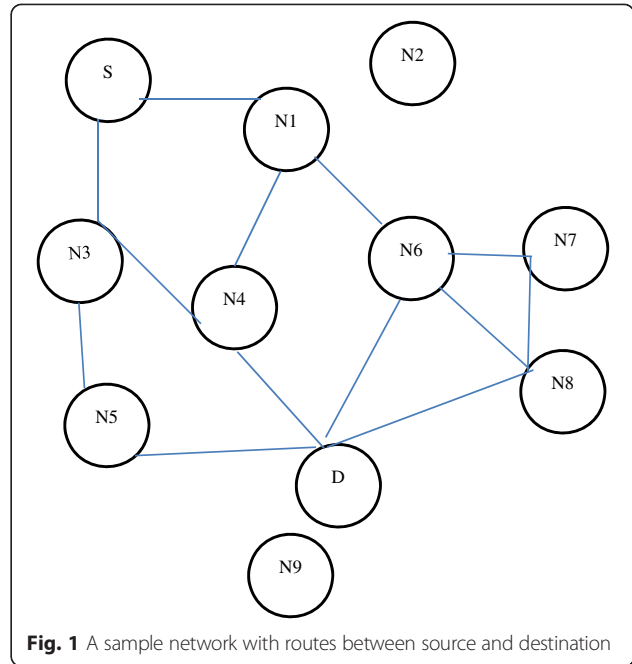 S
N2
N1
N3
N6
N7
N4
N8
N5
D
N9
Fig. 1 A sample network with routes between source and destination